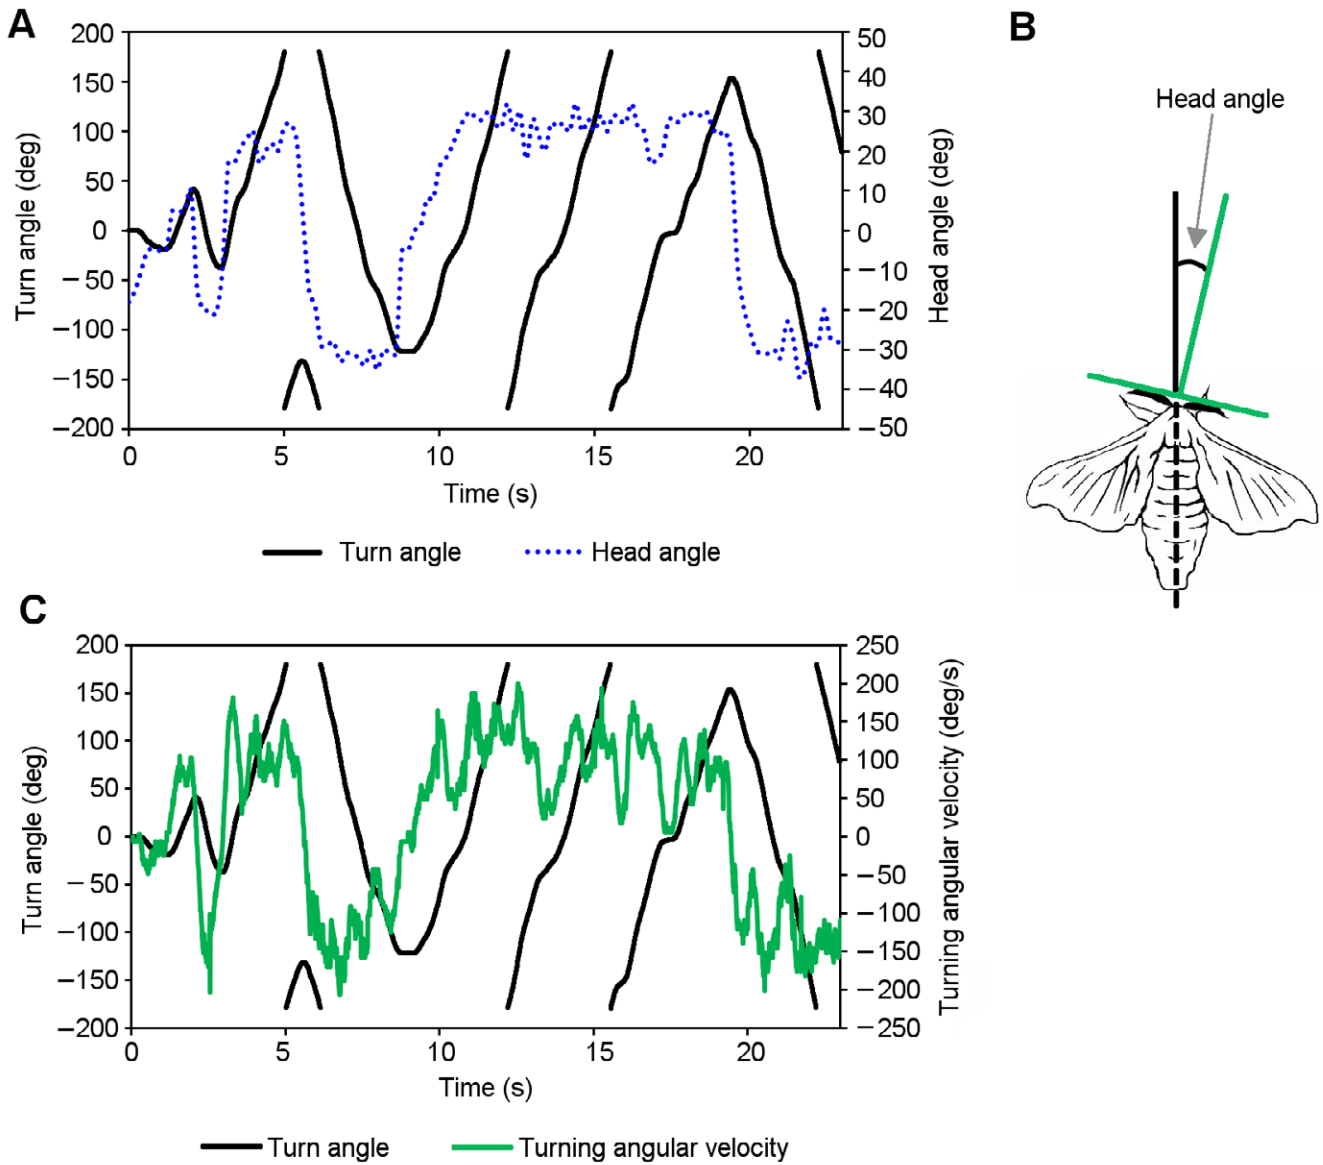 A
B
200
150
100
50
0
−50
−100
−150
−200
Turn angle (deg)
50
40
30
20
10
0
−10
−20
−30
−40
−50
Head angle (deg)
0 5 10 15 20
Time (s)
Turn angle Head angle
Head angle
C
200
150
100
50
0
−50
−100
−150
−200
Turn angle (deg)
250
200
150
100
50
0
−50
−100
−150
−200
−250
Turning angular velocity (deg/s)
0 5 10 15 20
Time (s)
Turn angle Turning angular velocity